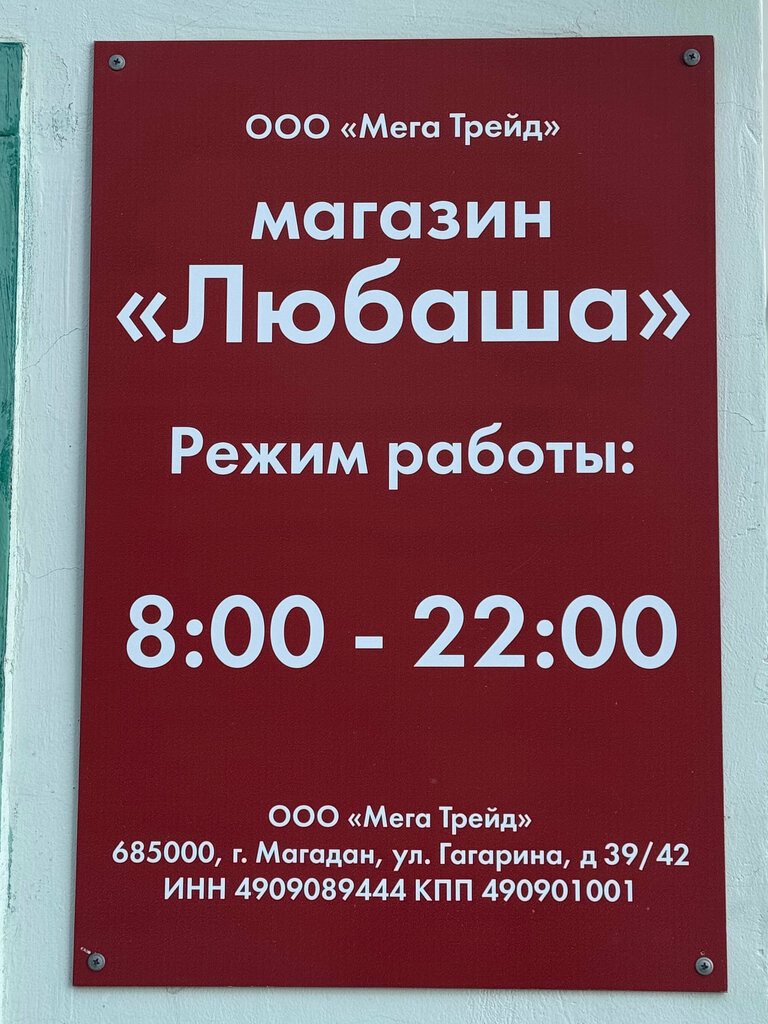 ООО «Мега Трейд»
магазин
«Любаша»
Режим работы:
8:00 - 22:00
ООО «Мега Трейд»
685000, г. Магадан, ул. Гагарина, д 39/42
ИНН 4909089444 КПП 490901001